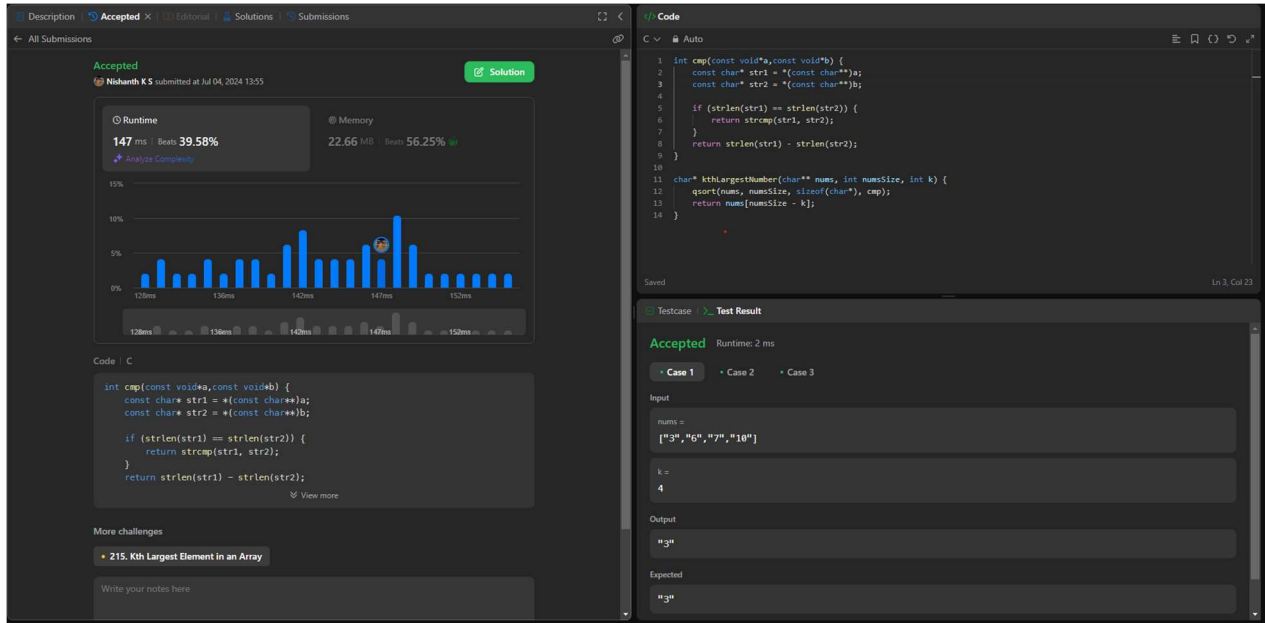 Description | Accepted × | Editorial | Solutions | Submissions
← All Submissions
Accepted
Nishanth K S submitted at Jul 04, 2024 13:55
Solution
Runtime
147 ms | Beats 39.58%
Analyze Complexity
Memory
22.66 MB | Beats 56.25%
15%
10%
5%
0%
128ms 136ms 142ms 147ms 152ms
128ms 136ms 142ms 147ms 152ms
Code | C
int cmp(const void*a,const void*b) {
const char* str1 = *(const char**)a;
const char* str2 = *(const char**)b;
if (strlen(str1) == strlen(str2)) {
return strcmp(str1, str2);
}
return strlen(str1) - strlen(str2);
View more
More challenges
215. Kth Largest Element in an Array
Write your notes here
</> Code
C Auto
1 int cmp(const void*a,const void*b) {
2 const char* str1 = *(const char**)a;
3 const char* str2 = *(const char**)b;
4
5 if (strlen(str1) == strlen(str2)) {
6 return strcmp(str1, str2);
7 }
8 return strlen(str1) - strlen(str2);
9 }
10
11 char* kthLargestNumber(char** nums, int numsSize, int k) {
12 qsort(nums, numsSize, sizeof(char*), cmp);
13 return nums[numsSize - k];
14 }
Saved
Ln 3, Col 23
Testcase | >_ Test Result
Accepted Runtime: 2 ms
• Case 1 • Case 2 • Case 3
Input
nums =
["3","6","7","10"]
k =
4
Output
"3"
Expected
"3"